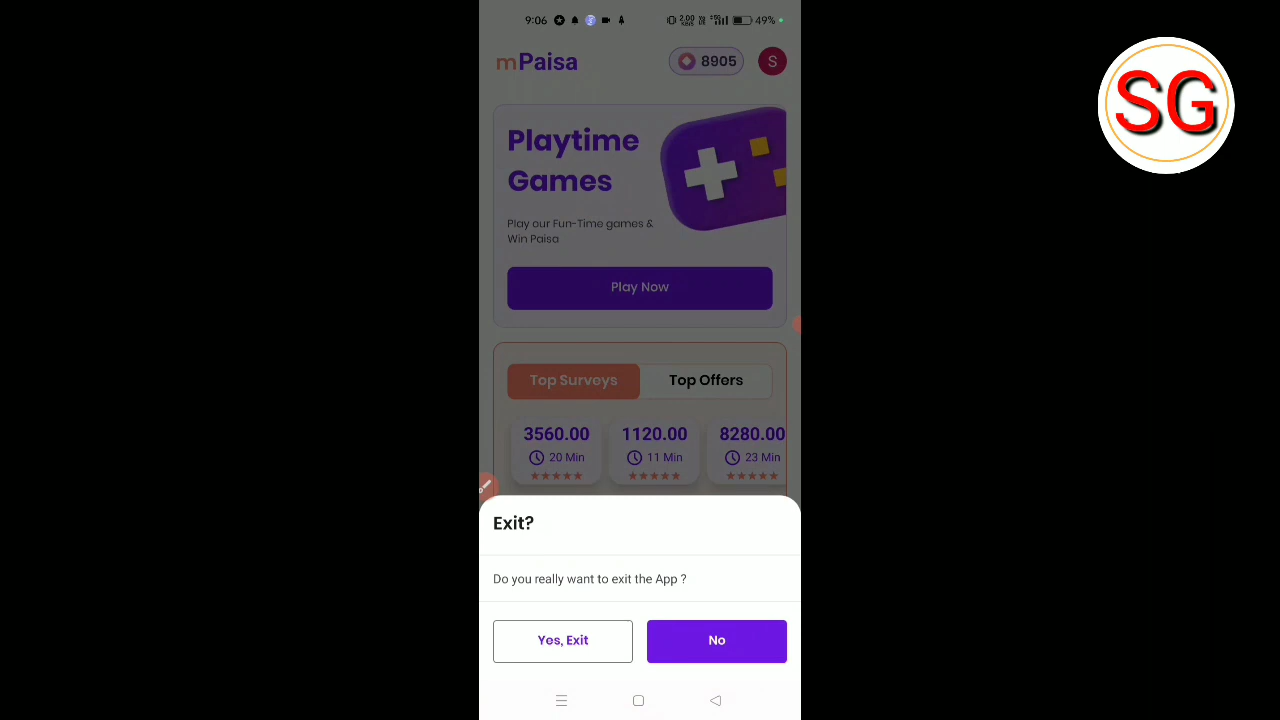 9:06
2.00
49%
mPaisa
8905
S
SG
Playtime
Games
Play our Fun-Time games &
Win Paisa
Play Now
Top Surveys
Top Offers
3560.00
1120.00
8280.00
20 Min
11 Min
23 Min
Exit?
Do you really want to exit the App ?
Yes, Exit
No